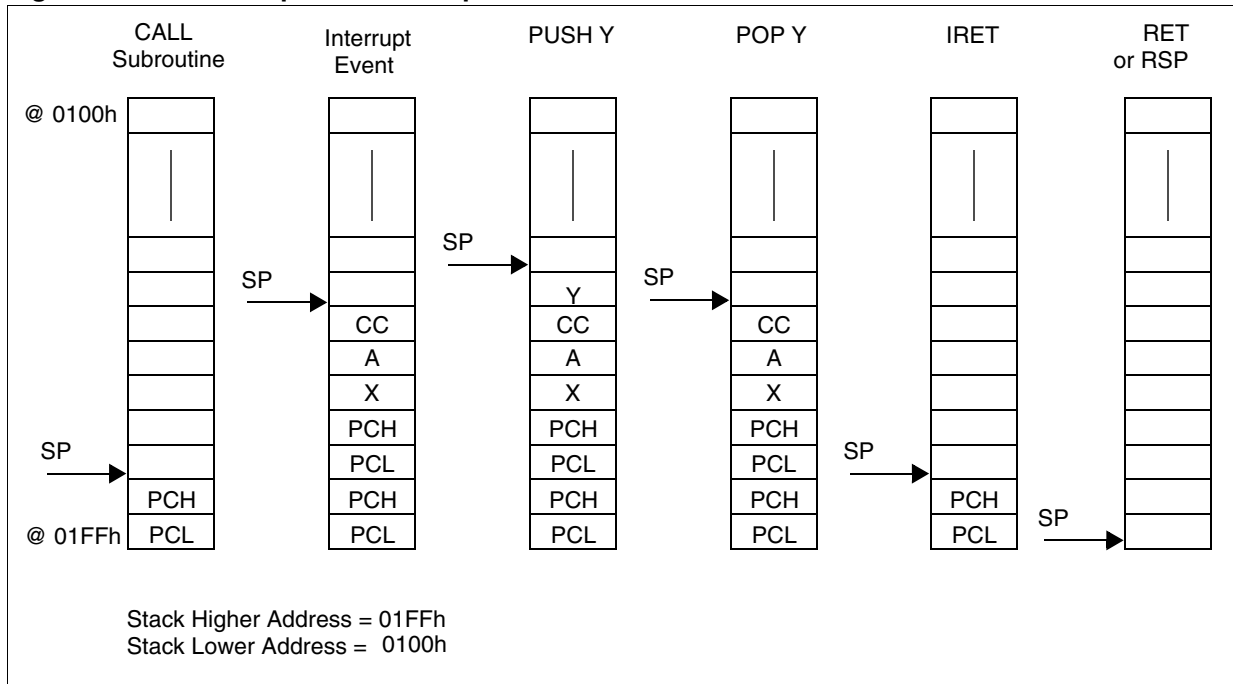 CALL
Subroutine
Interrupt
Event
PUSH Y
POP Y
IRET
RET
or RSP
@ 0100h
SP
SP
SP
Y
CC
CC
CC
A
A
A
X
X
X
PCH
PCH
PCH
SP
SP
PCL
PCL
PCL
PCH
PCH
PCH
PCH
PCH
SP
@ 01FFh
PCL
PCL
PCL
PCL
PCL
Stack Higher Address = 01FFh
Stack Lower Address = 0100h